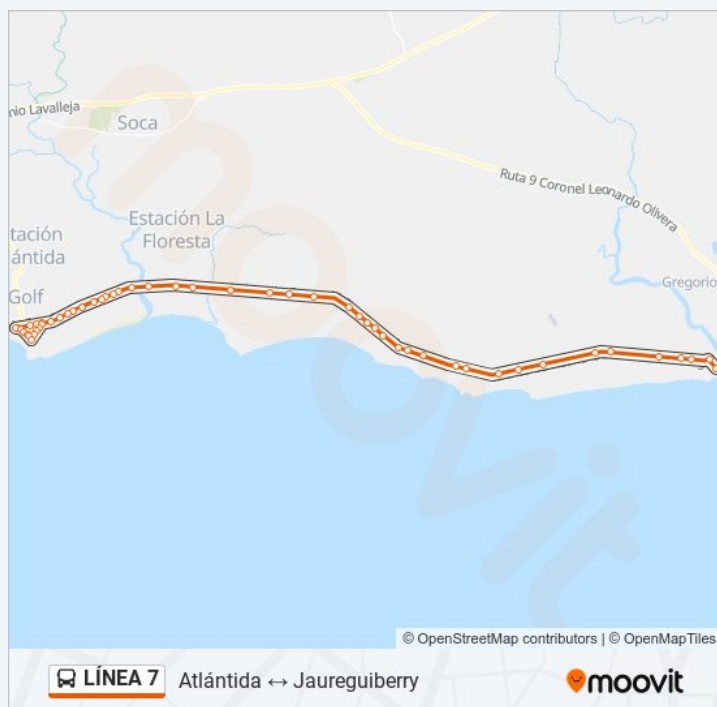 nio Lavalleja
Soca
Ruta 9 Coronel Leonardo Olivera
Estación La
Floresta
tación
ántida
Golf
Gregorio
moovit
© OpenStreetMap contributors | © OpenMapTiles
LÍNEA 7
Atlántida ↔ Jaureguiberry
moovit